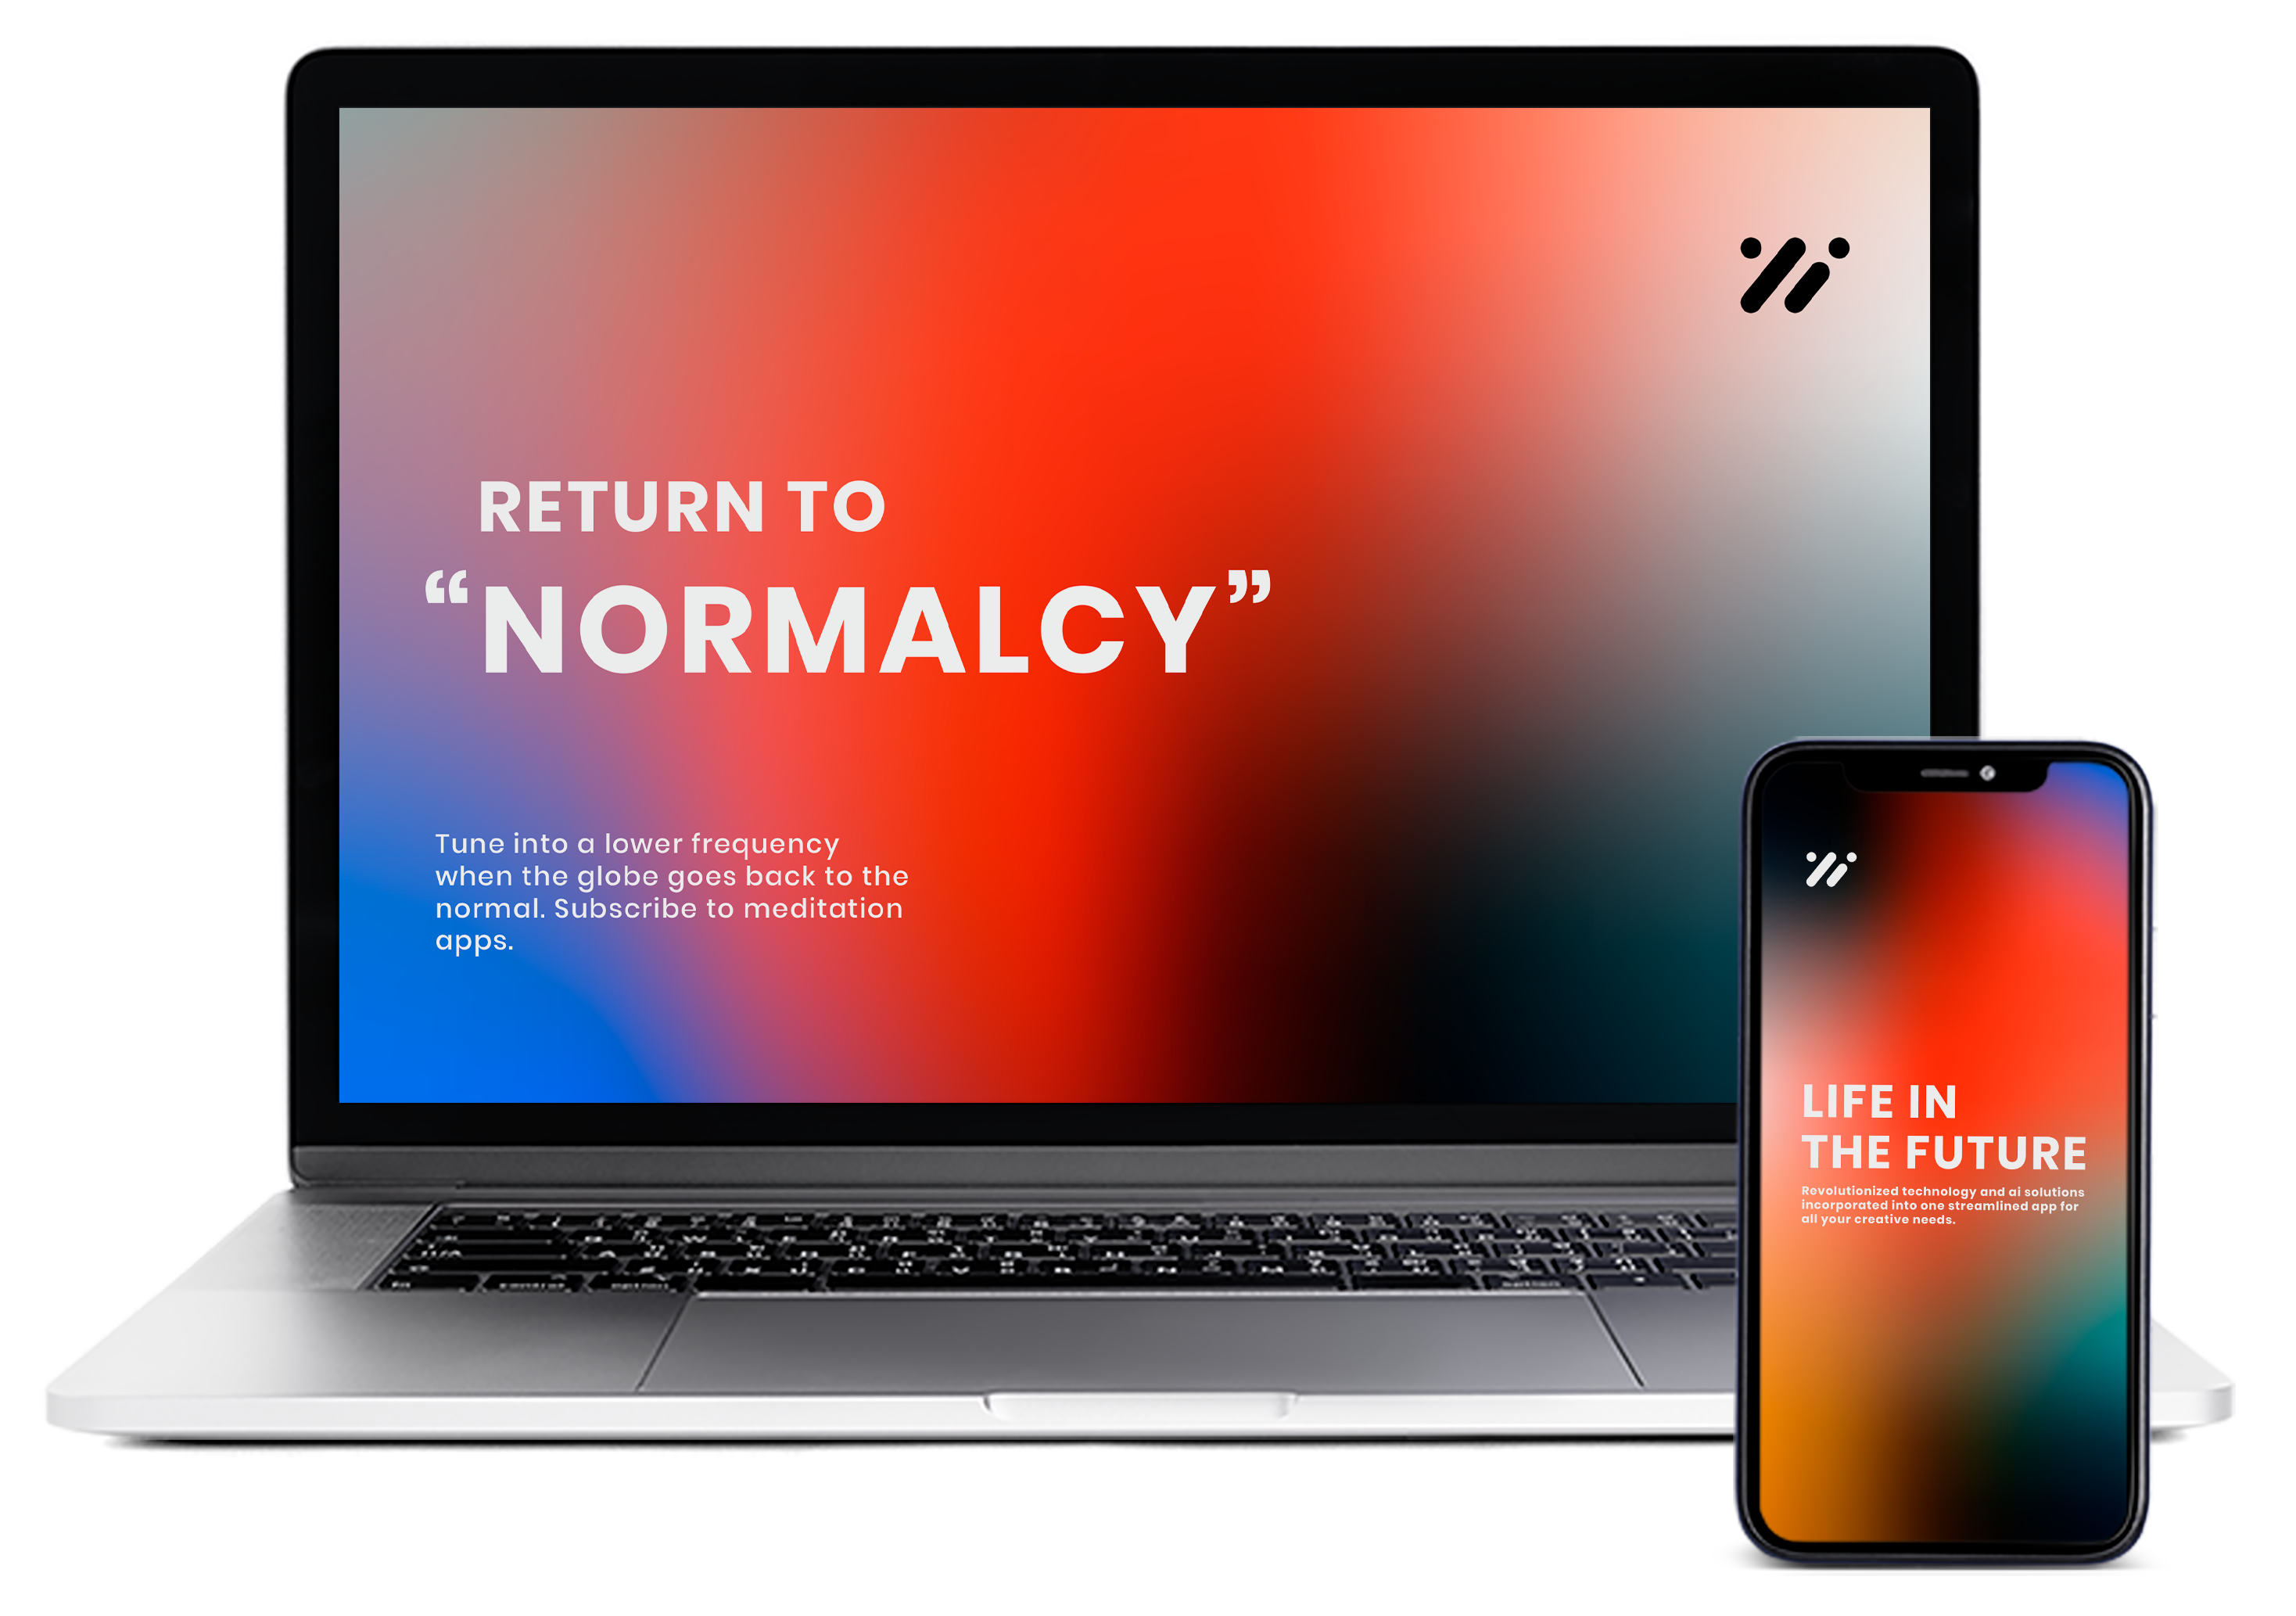 RETURN TO
“NORMALCY”
Tune into a lower frequency
when the globe goes back to the
normal. Subscribe to meditation
apps.
LIFE IN
THE FUTURE
Revolutionized technology and ai solutions
incorporated into one streamlined app for
all your creative needs.